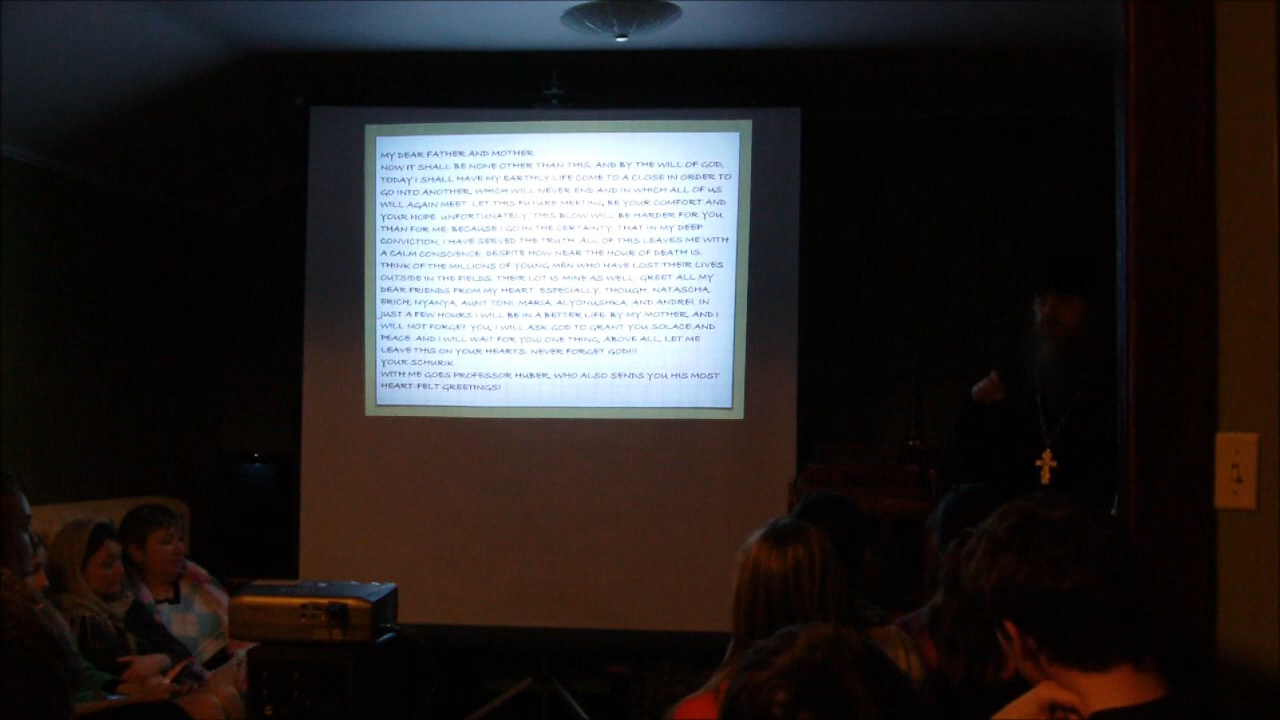 MY DEAR FATHER AND MOTHER
NOW IT SHALL BE NONE OTHER THAN THIS, AND BY THE WILL OF GOD,
TODAY I SHALL HAVE MY EARTHLY LIFE COME TO A CLOSE IN ORDER TO
GO INTO ANOTHER, WHICH WILL NEVER END AND IN WHICH ALL OF US
WILL AGAIN MEET. LET THIS FUTURE MEETING BE YOUR COMFORT AND
YOUR HOPE. UNFORTUNATELY, THIS BLOW WILL BE HARDER FOR YOU
THAN FOR ME, BECAUSE I GO IN THE CERTAINTY, THAT IN MY DEEP
CONVICTION, I HAVE SERVED THE TRUTH. ALL OF THIS LEAVES ME WITH
A CALM CONSCIENCE, DESPITE HOW NEAR THE HOUR OF DEATH IS.
THINK OF THE MILLIONS OF YOUNG MEN WHO HAVE LOST THEIR LIVES
OUTSIDE IN THE FIELDS. THEIR LOT IS MINE AS WELL. GREET ALL MY
DEAR FRIENDS FROM MY HEART. ESPECIALLY, THOUGH, NATASCHA,
ERICH, NYANYA, AUNT TONI, MARIA, ALYONUSHKA, AND ANDREI. IN
JUST A FEW HOURS I WILL BE IN A BETTER LIFE, BY MY MOTHER, AND I
WILL NOT FORGET YOU, I WILL ASK GOD TO GRANT YOU SOLACE AND
PEACE. AND I WILL WAIT FOR YOU! ONE THING, ABOVE ALL, LET ME
LEAVE THIS ON YOUR HEARTS: NEVER FORGET GOD!!!
YOUR SCHURIK.
WITH ME GOES PROFESSOR HUBER, WHO ALSO SENDS YOU HIS MOST
HEART-FELT GREETINGS!